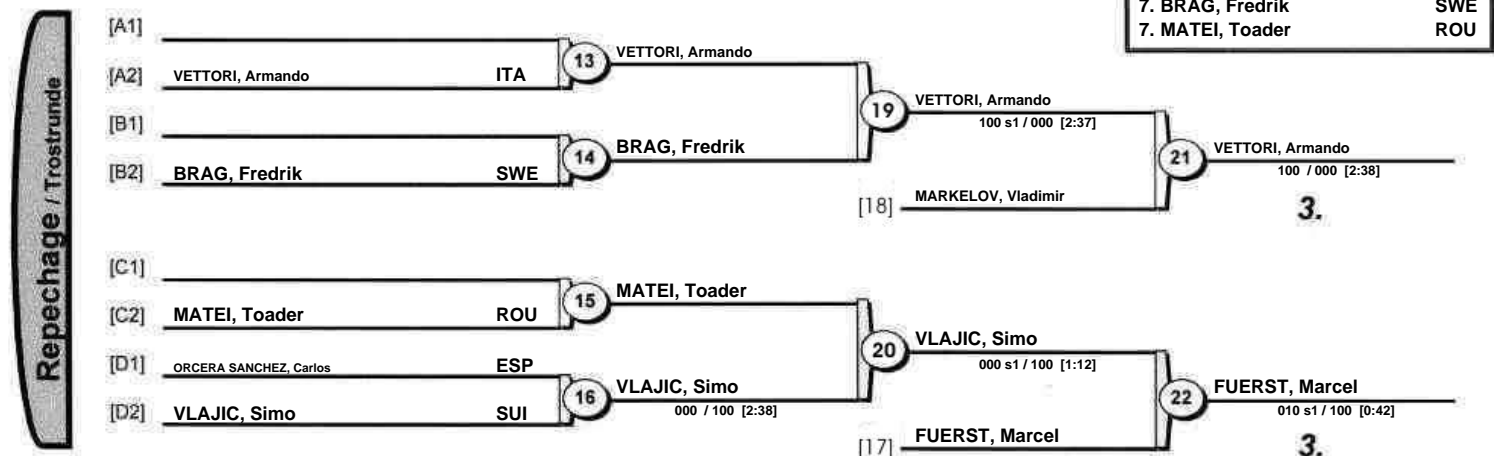 7. BRAG, Fredrik SWE
7. MATEI, Toader ROU
Repechage / Trostrunde
[A1]
[A2] VETTORI, Armando ITA
13 VETTORI, Armando
[B1]
[B2] BRAG, Fredrik SWE
14 BRAG, Fredrik
19 VETTORI, Armando
100 s1 / 000 [2:37]
[18] MARKELOV, Vladimir
21 VETTORI, Armando
100 / 000 [2:38]
3.
[C1]
[C2] MATEI, Toader ROU
15 MATEI, Toader
[D1] ORCERA SANCHEZ, Carlos ESP
[D2] VLAJIC, Simo SUI
16 VLAJIC, Simo
000 / 100 [2:38]
20 VLAJIC, Simo
000 s1 / 100 [1:12]
[17] FUERST, Marcel
22 FUERST, Marcel
010 s1 / 100 [0:42]
3.